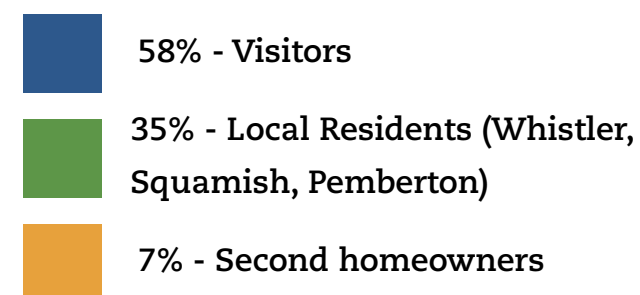 58% - Visitors
35% - Local Residents (Whistler,
Squamish, Pemberton)
7% - Second homeowners